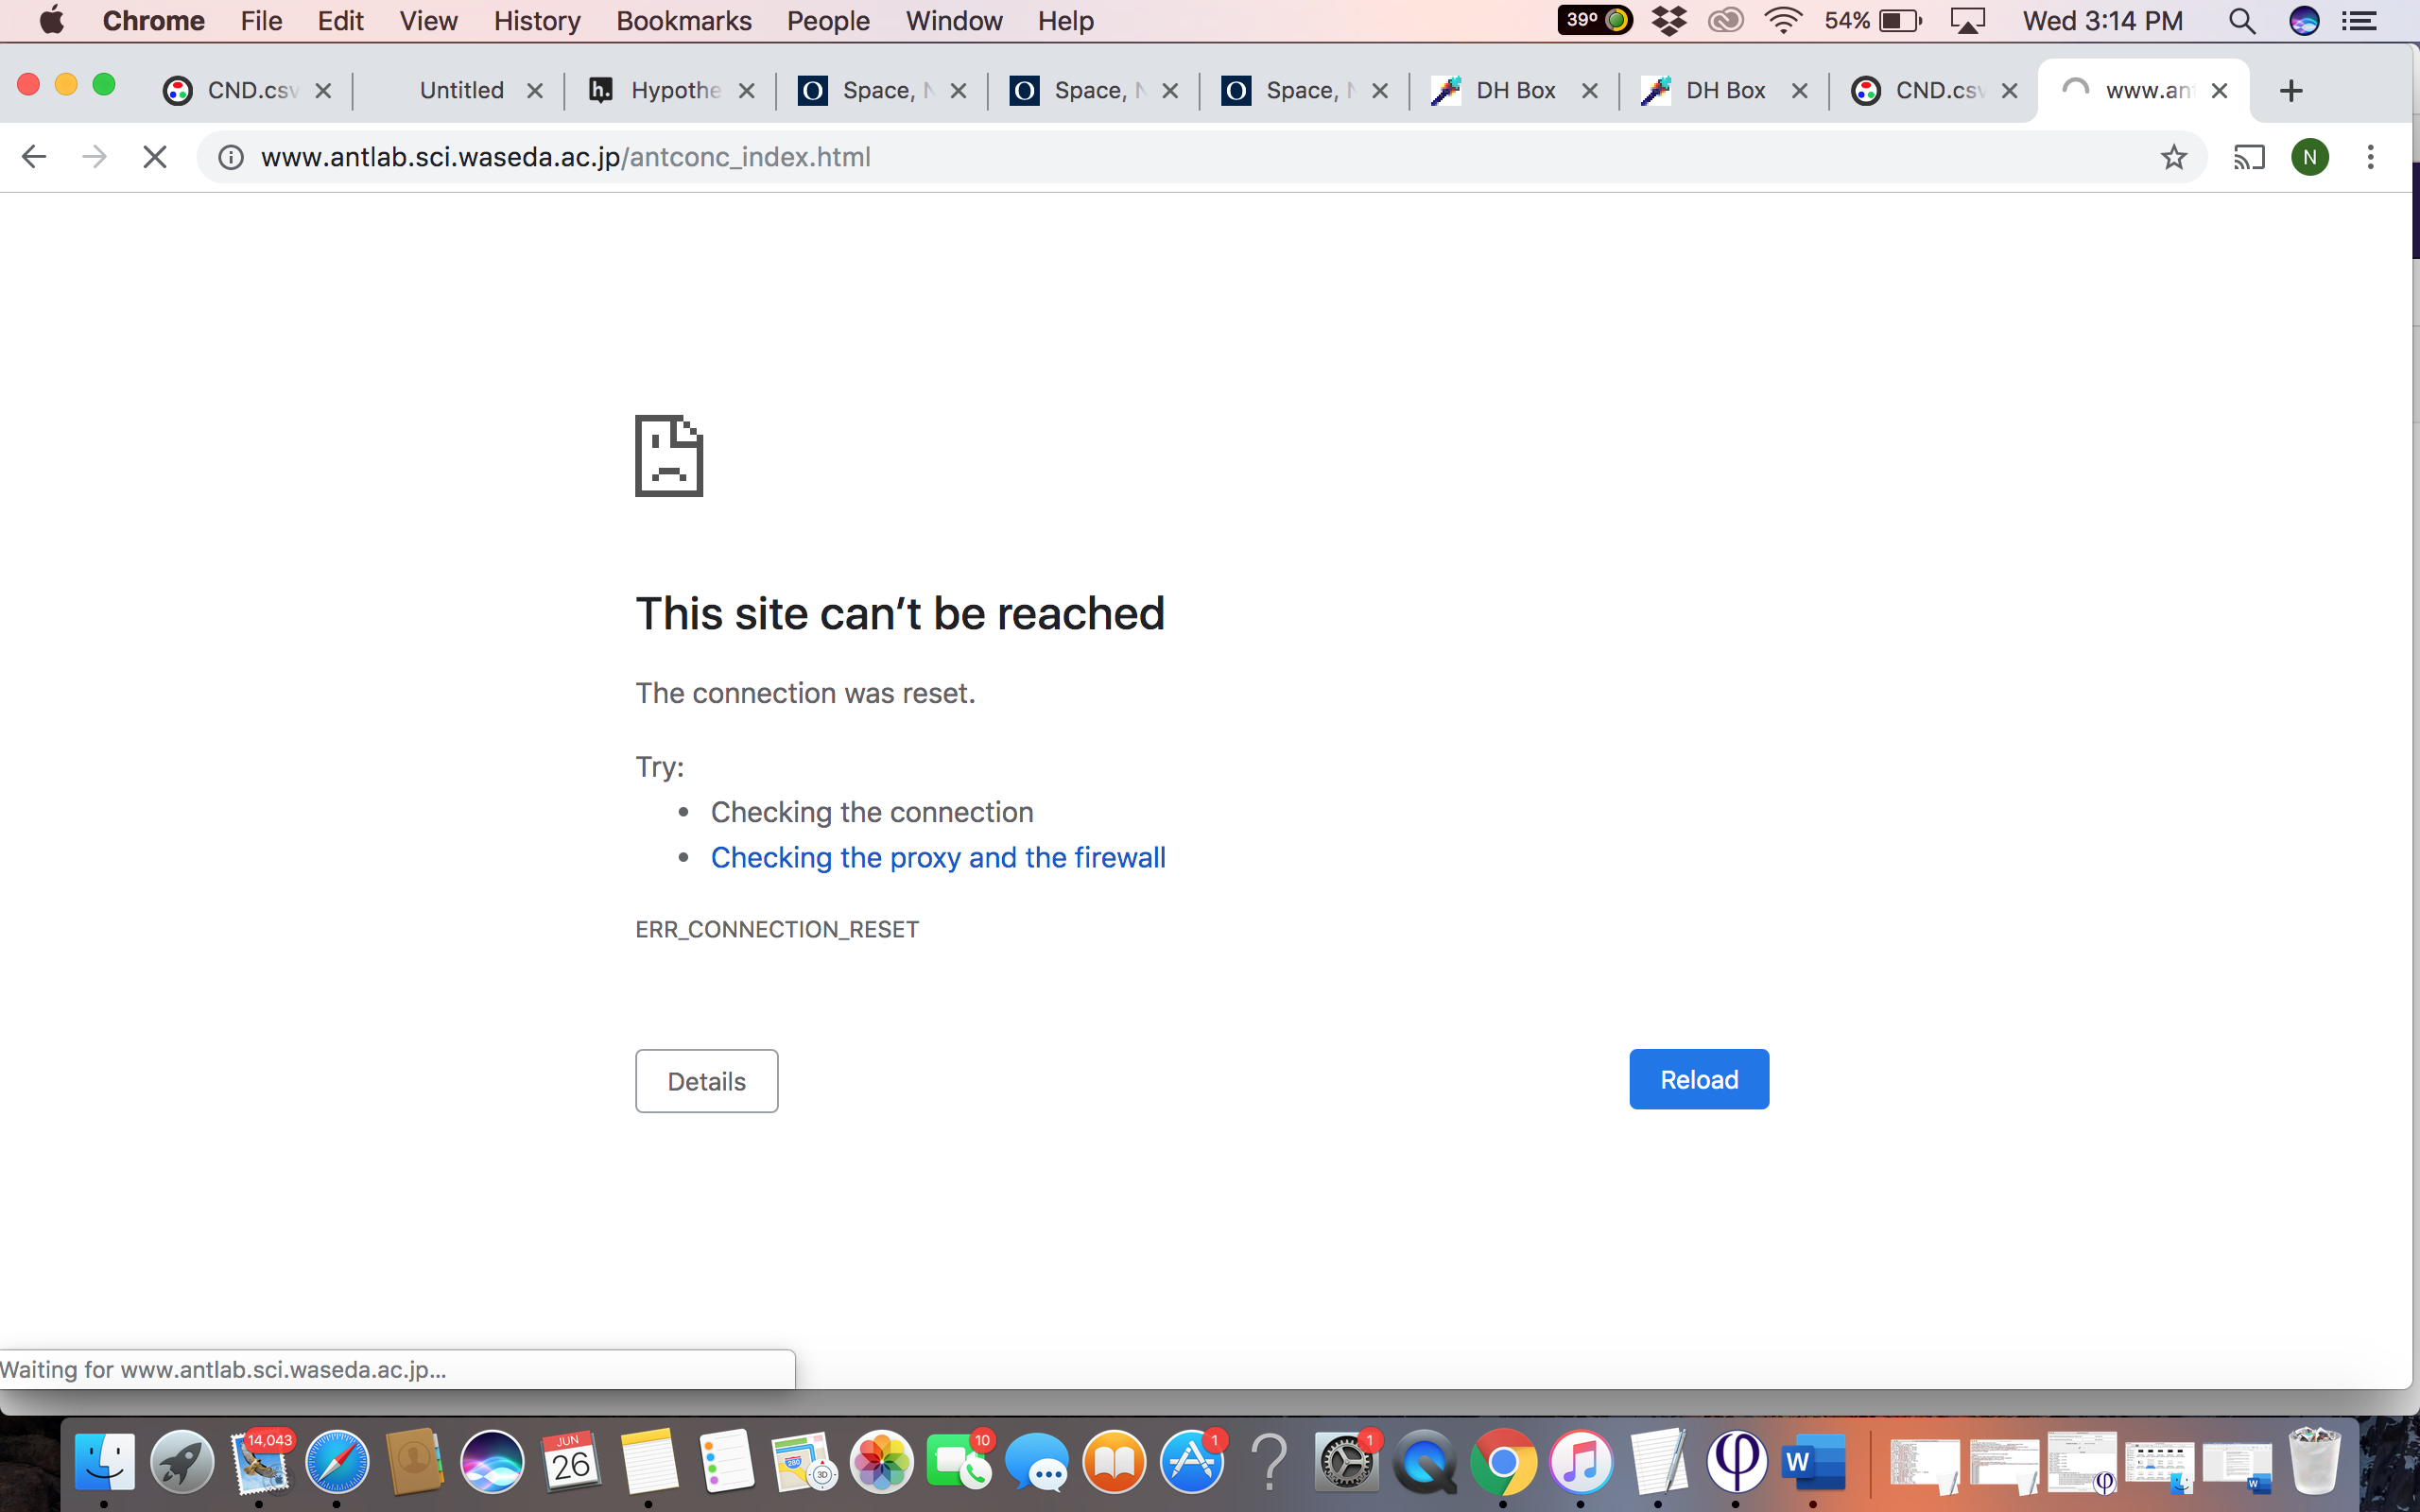 Chrome File Edit View History Bookmarks People Window Help 39° 54% Wed 3:14 PM
CND.csv Untitled h. Hypothe O Space, N O Space, N O Space, N DH Box DH Box CND.csv www.an
www.antlab.sci.waseda.ac.jp/antconc_index.html N
This site can’t be reached
The connection was reset.
Try:
Checking the connection
Checking the proxy and the firewall
ERR_CONNECTION_RESET
Details Reload
Waiting for www.antlab.sci.waseda.ac.jp...
14,043 JUN 26 280 3D 10 1 ? 1 φ W